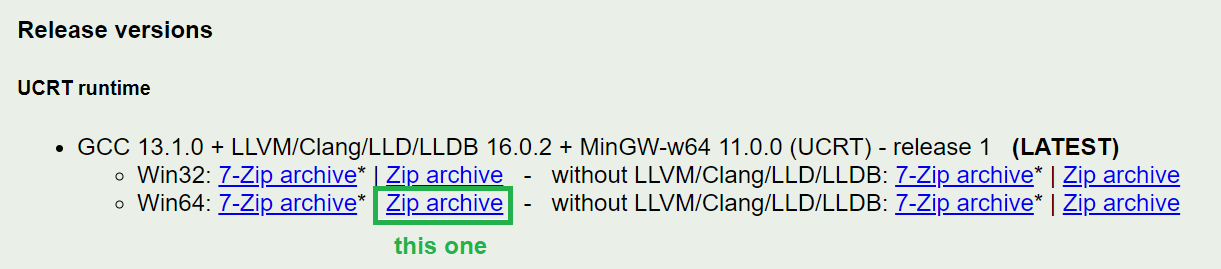 Release versions
UCRT runtime
• GCC 13.1.0 + LLVM/Clang/LLD/LLDB 16.0.2 + MinGW-w64 11.0.0 (UCRT) - release 1 (LATEST)
○ Win32: 7-Zip archive* | Zip archive - without LLVM/Clang/LLD/LLDB: 7-Zip archive* | Zip archive
○ Win64: 7-Zip archive* Zip archive - without LLVM/Clang/LLD/LLDB: 7-Zip archive* | Zip archive
this one